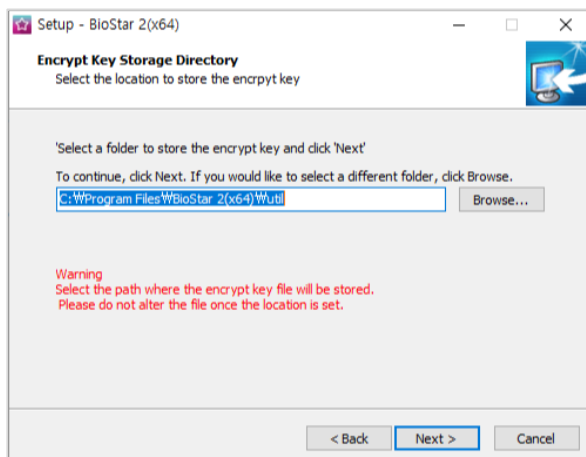 Setup - BioStar 2(x64)
Encrypt Key Storage Directory
Select the location to store the encrpyt key
'Select a folder to store the encrypt key and click 'Next'
To continue, click Next. If you would like to select a different folder, click Browse.
C:₩Program Files₩BioStar 2(x64)₩util
Browse...
Warning
Select the path where the encrypt key file will be stored.
Please do not alter the file once the location is set.
< Back
Next >
Cancel